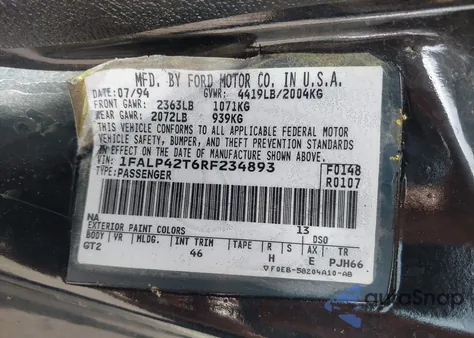 MFD. BY FORD MOTOR CO. IN U.S.A.
DATE: 07/94 GVWR: 4419LB/2004KG
FRONT GAWR: 2363LB 1071KG
REAR GAWR: 2072LB 939KG
THIS VEHICLE CONFORMS TO ALL APPLICABLE FEDERAL MOTOR
VEHICLE SAFETY, BUMPER, AND THEFT PREVENTION STANDARDS
IN EFFECT ON THE DATE OF MANUFACTURE SHOWN ABOVE.
VIN: 1FALP42T6RF234893 F0148
TYPE: PASSENGER R0107
NA 13
EXTERIOR PAINT COLORS DSO
BODY VR MLDG. INT TRIM TAPE R S AX TR
GT2 46 H E PJH66
▽F0EB-58204A10-AB
auraSnap